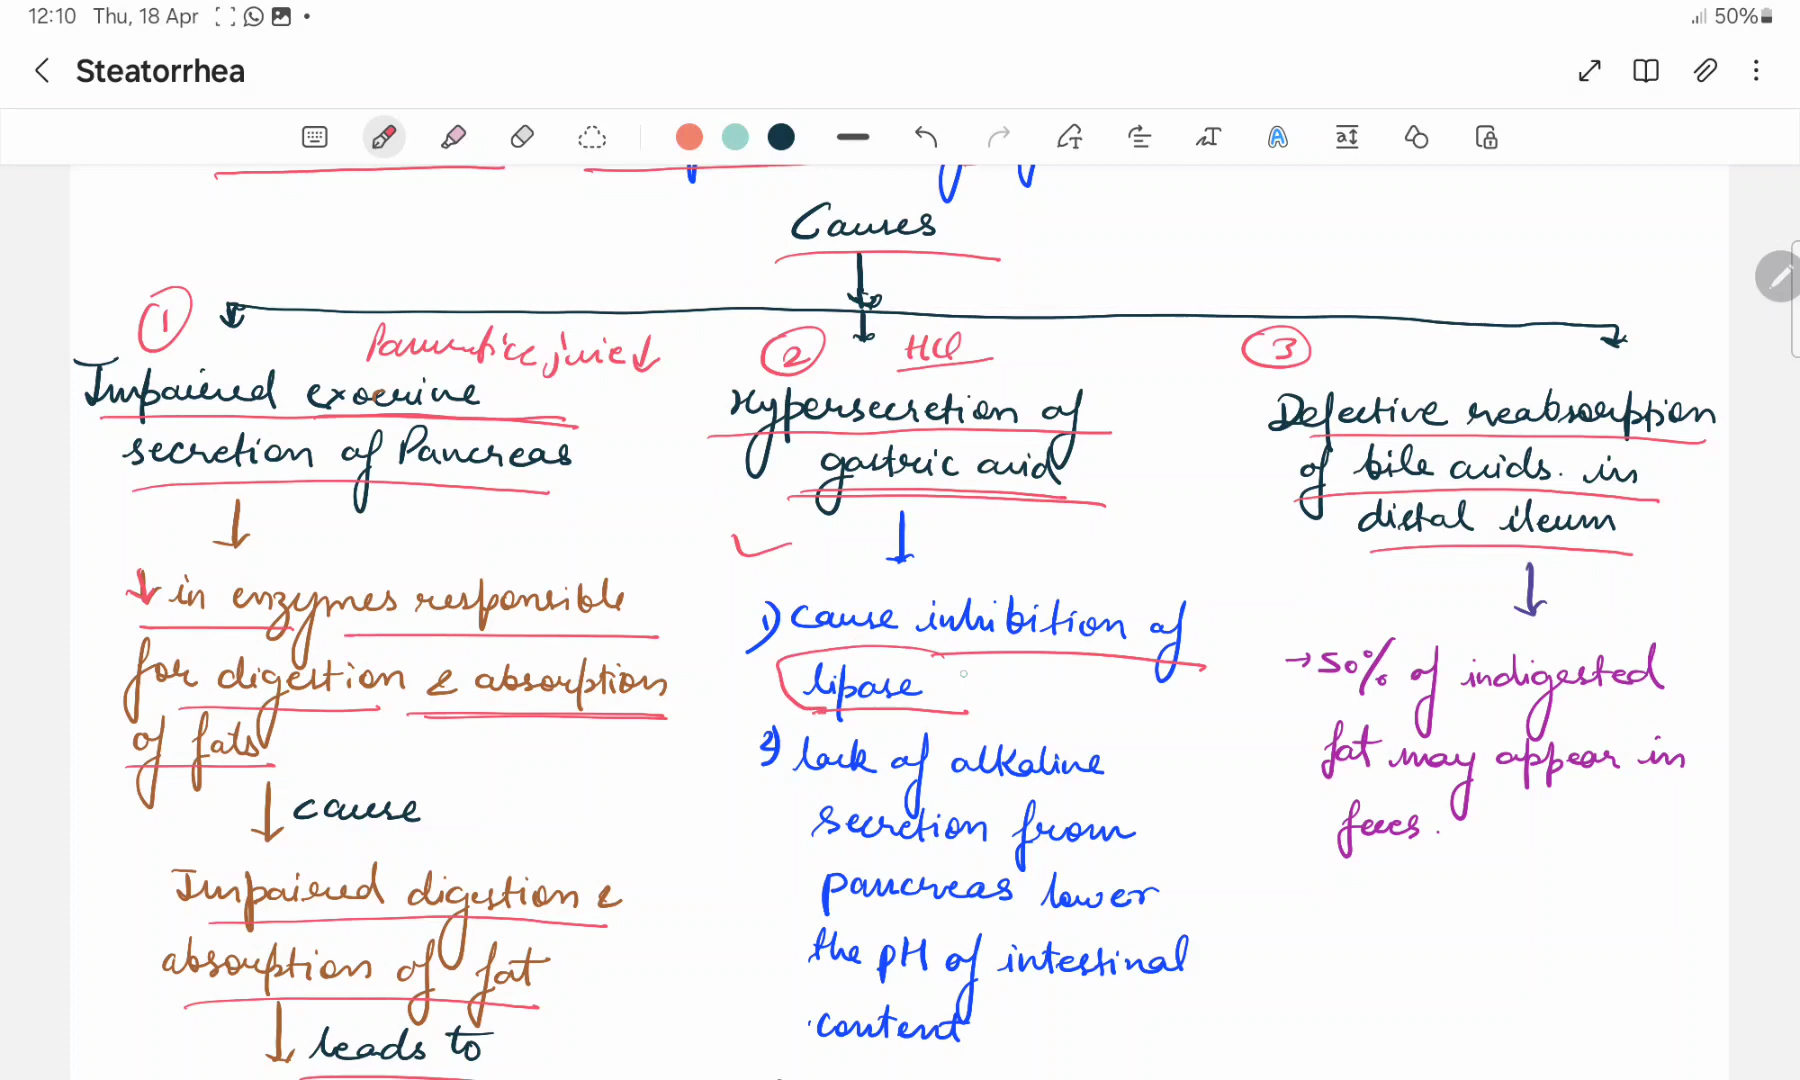 12:10 Thu, 18 Apr
50%
Steatorrhea
Causes
1
Pancreatice juice ↓
2
HCl
3
Impaired exocrine
secretion of Pancreas
↓ in enzymes responsible
for digestion & absorption
of fats
cause
Impaired digestion &
absorption of fat
leads to
Hypersecretion of
gastric acid
1) cause inhibition of
lipase
2) lack of alkaline
secretion from
pancreas lower
the pH of intestinal
content
Defective reabsorption
of bile acids. in
distal ileum
→ 50% of indigested
fat may appear in
feces.